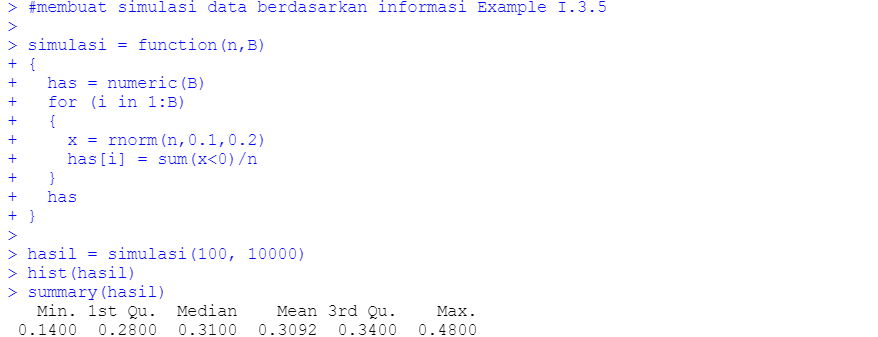 > #membuat simulasi data berdasarkan informasi Example I.3.5
>
> simulasi = function(n,B)
+ {
+   has = numeric(B)
+   for (i in 1:B)
+   {
+     x = rnorm(n,0.1,0.2)
+     has[i] = sum(x<0)/n
+   }
+   has
+ }
>
> hasil = simulasi(100, 10000)
> hist(hasil)
> summary(hasil)
   Min. 1st Qu.  Median    Mean 3rd Qu.    Max.
 0.1400  0.2800  0.3100  0.3092  0.3400  0.4800